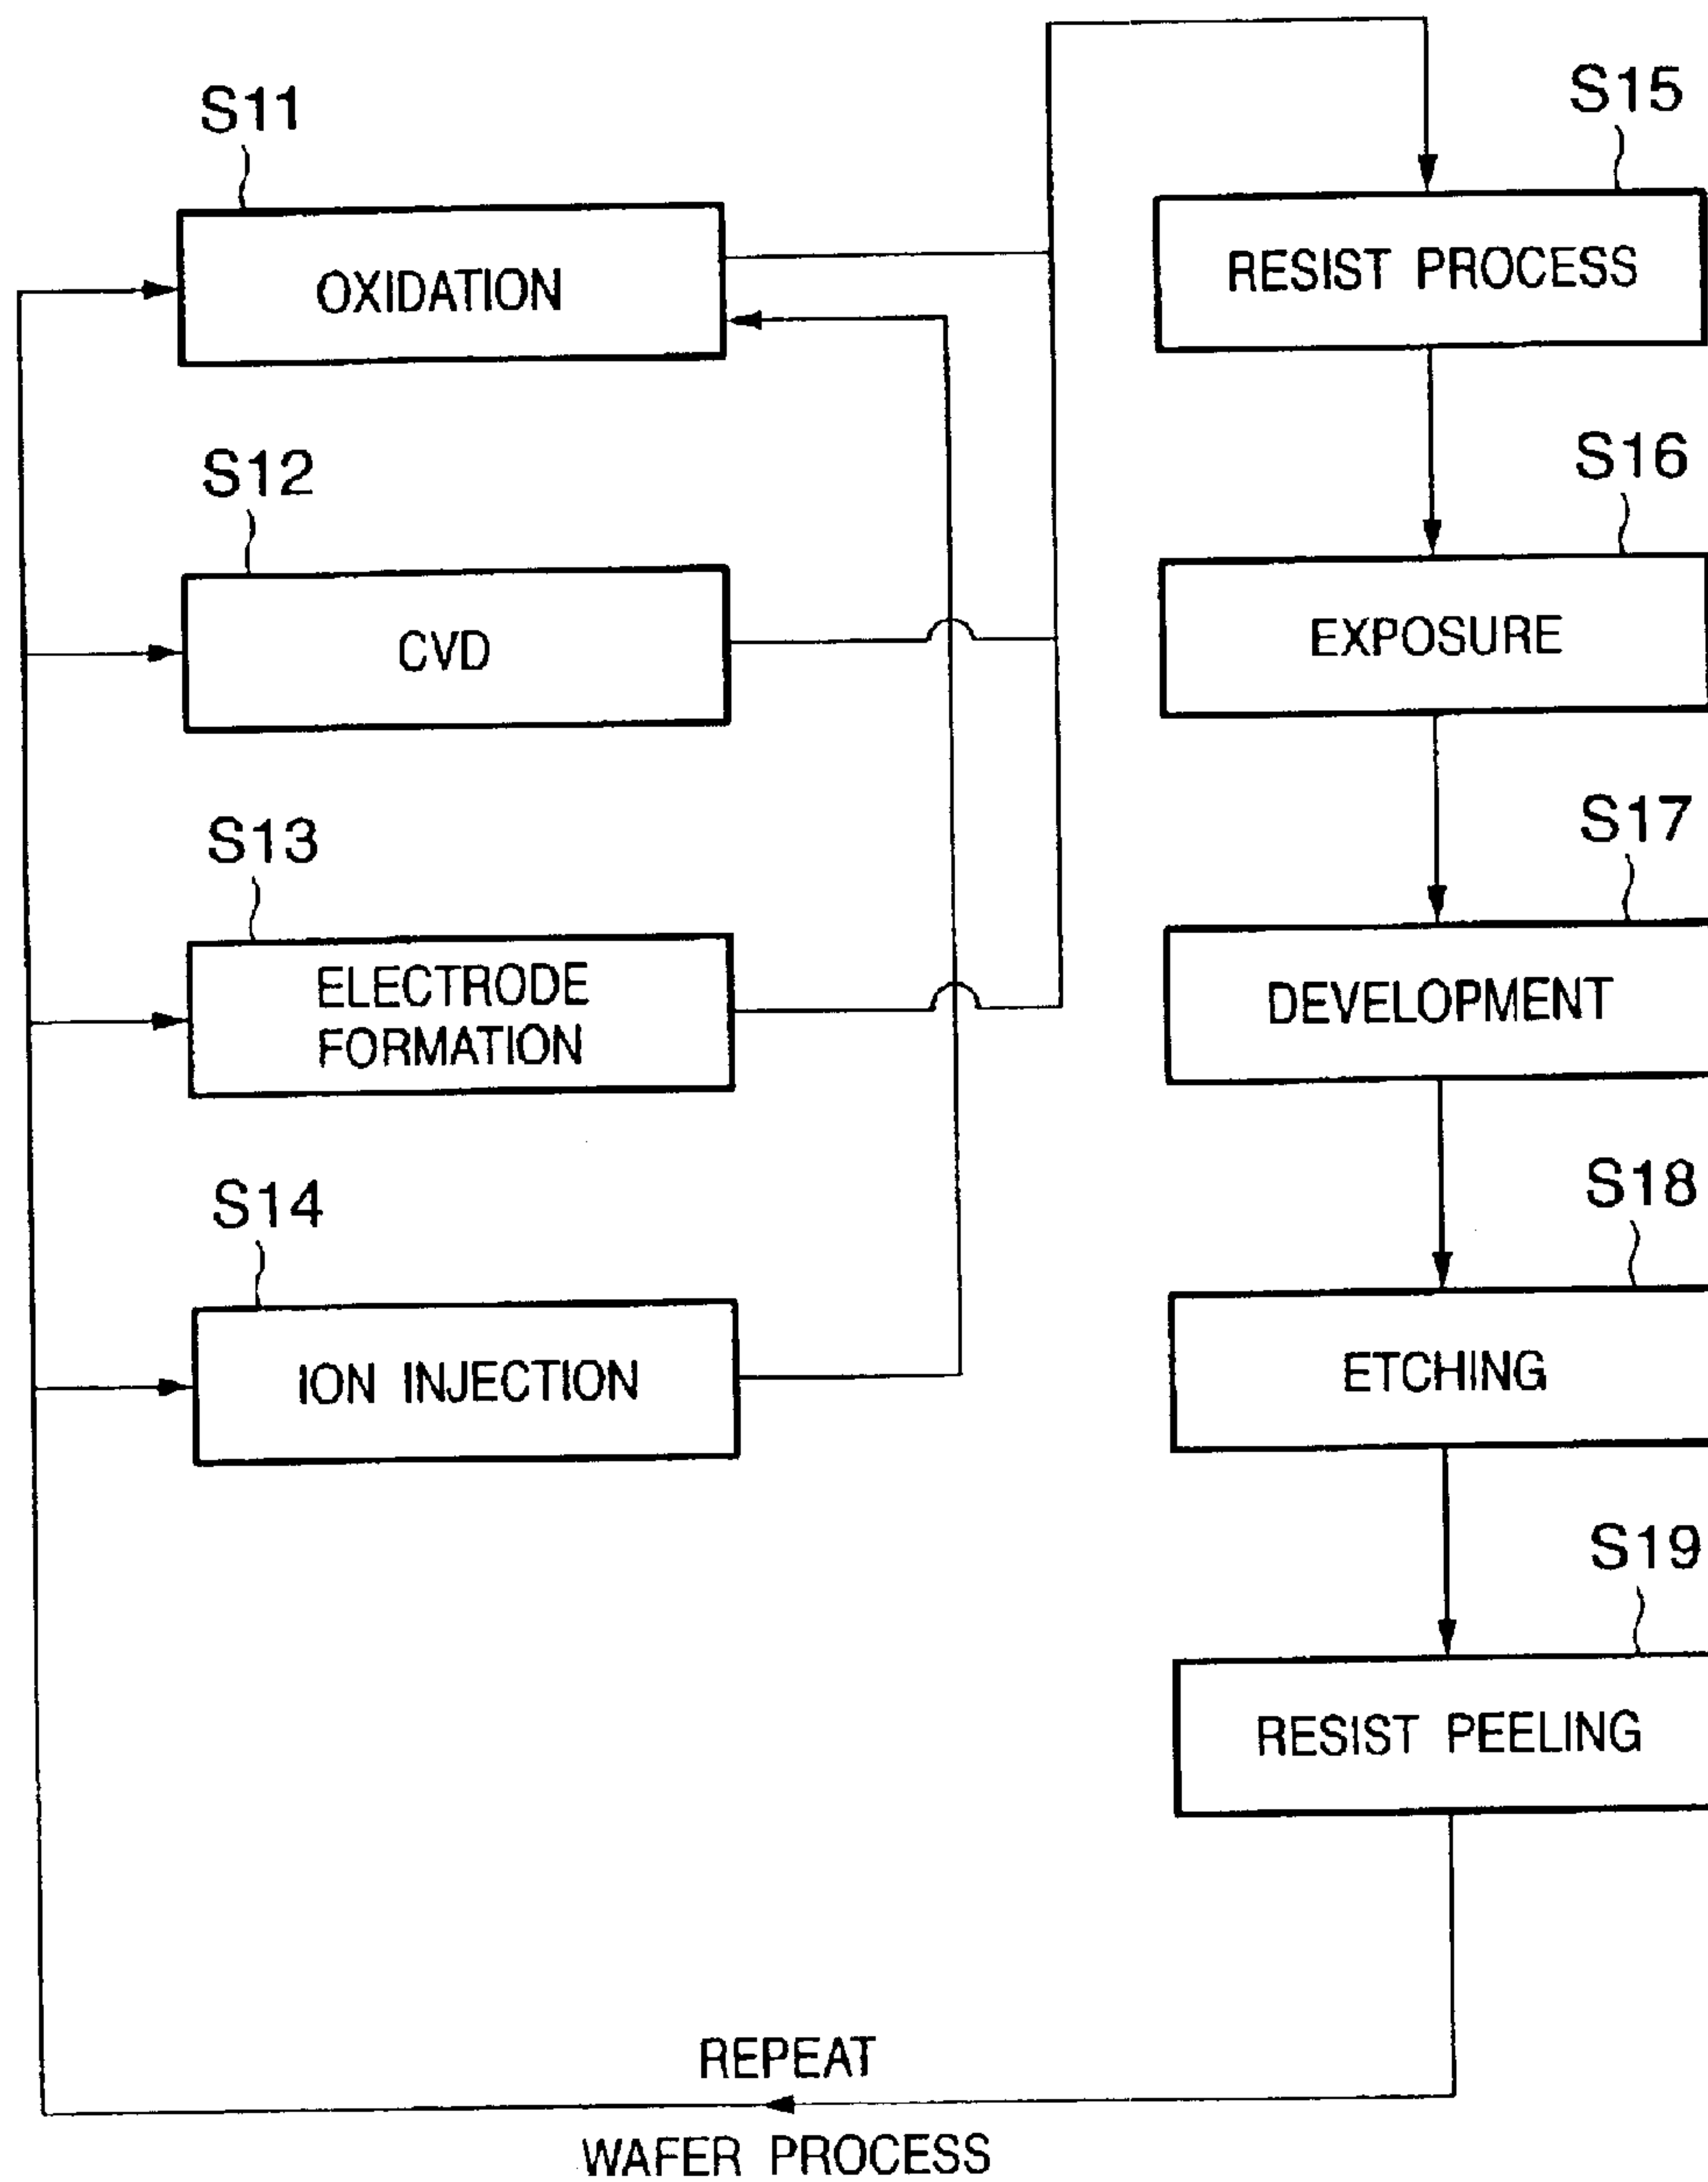 S11
OXIDATION
S12
CVD
S13
ELECTRODE
FORMATION
S14
ION INJECTION
S15
RESIST PROCESS
S16
EXPOSURE
S17
DEVELOPMENT
S18
ETCHING
S19
RESIST PEELING
REPEAT
WAFER PROCESS